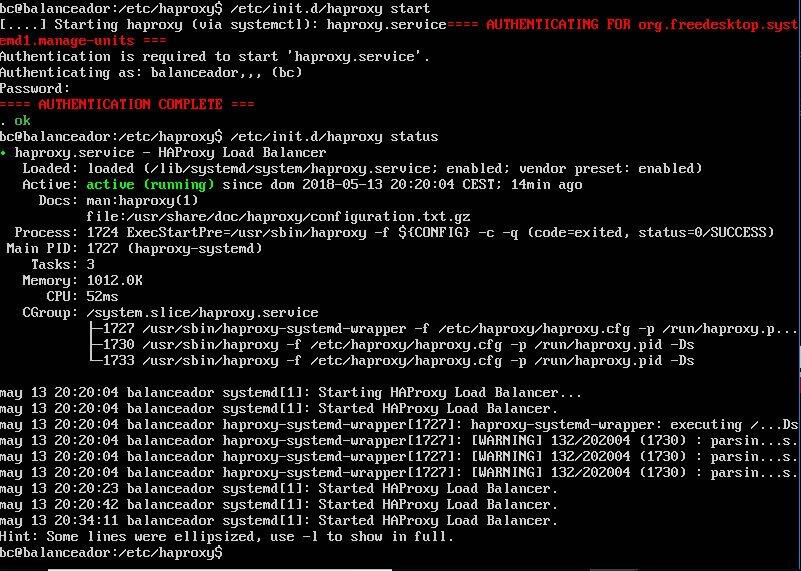 bc@balanceador:/etc/haproxy$ /etc/init.d/haproxy start
[....] Starting haproxy (via systemctl): haproxy.service==== AUTHENTICATING FOR org.freedesktop.syst
emd1.manage-units ===
Authentication is required to start 'haproxy.service'.
Authenticating as: balanceador,,, (bc)
Password:
==== AUTHENTICATION COMPLETE ===
. ok
bc@balanceador:/etc/haproxy$ /etc/init.d/haproxy status
• haproxy.service - HAProxy Load Balancer
   Loaded: loaded (/lib/systemd/system/haproxy.service; enabled; vendor preset: enabled)
   Active: active (running) since dom 2018-05-13 20:20:04 CEST; 14min ago
     Docs: man:haproxy(1)
           file:/usr/share/doc/haproxy/configuration.txt.gz
  Process: 1724 ExecStartPre=/usr/sbin/haproxy -f ${CONFIG} -c -q (code=exited, status=0/SUCCESS)
 Main PID: 1727 (haproxy-systemd)
    Tasks: 3
   Memory: 1012.0K
      CPU: 52ms
   CGroup: /system.slice/haproxy.service
           ├─1727 /usr/sbin/haproxy-systemd-wrapper -f /etc/haproxy/haproxy.cfg -p /run/haproxy.p...
           ├─1730 /usr/sbin/haproxy -f /etc/haproxy/haproxy.cfg -p /run/haproxy.pid -Ds
           └─1733 /usr/sbin/haproxy -f /etc/haproxy/haproxy.cfg -p /run/haproxy.pid -Ds

may 13 20:20:04 balanceador systemd[1]: Starting HAProxy Load Balancer...
may 13 20:20:04 balanceador systemd[1]: Started HAProxy Load Balancer.
may 13 20:20:04 balanceador haproxy-systemd-wrapper[1727]: haproxy-systemd-wrapper: executing /...Ds
may 13 20:20:04 balanceador haproxy-systemd-wrapper[1727]: [WARNING] 132/202004 (1730) : parsin...s.
may 13 20:20:04 balanceador haproxy-systemd-wrapper[1727]: [WARNING] 132/202004 (1730) : parsin...s.
may 13 20:20:04 balanceador haproxy-systemd-wrapper[1727]: [WARNING] 132/202004 (1730) : parsin...s.
may 13 20:20:23 balanceador systemd[1]: Started HAProxy Load Balancer.
may 13 20:20:42 balanceador systemd[1]: Started HAProxy Load Balancer.
may 13 20:34:11 balanceador systemd[1]: Started HAProxy Load Balancer.
Hint: Some lines were ellipsized, use -l to show in full.
bc@balanceador:/etc/haproxy$